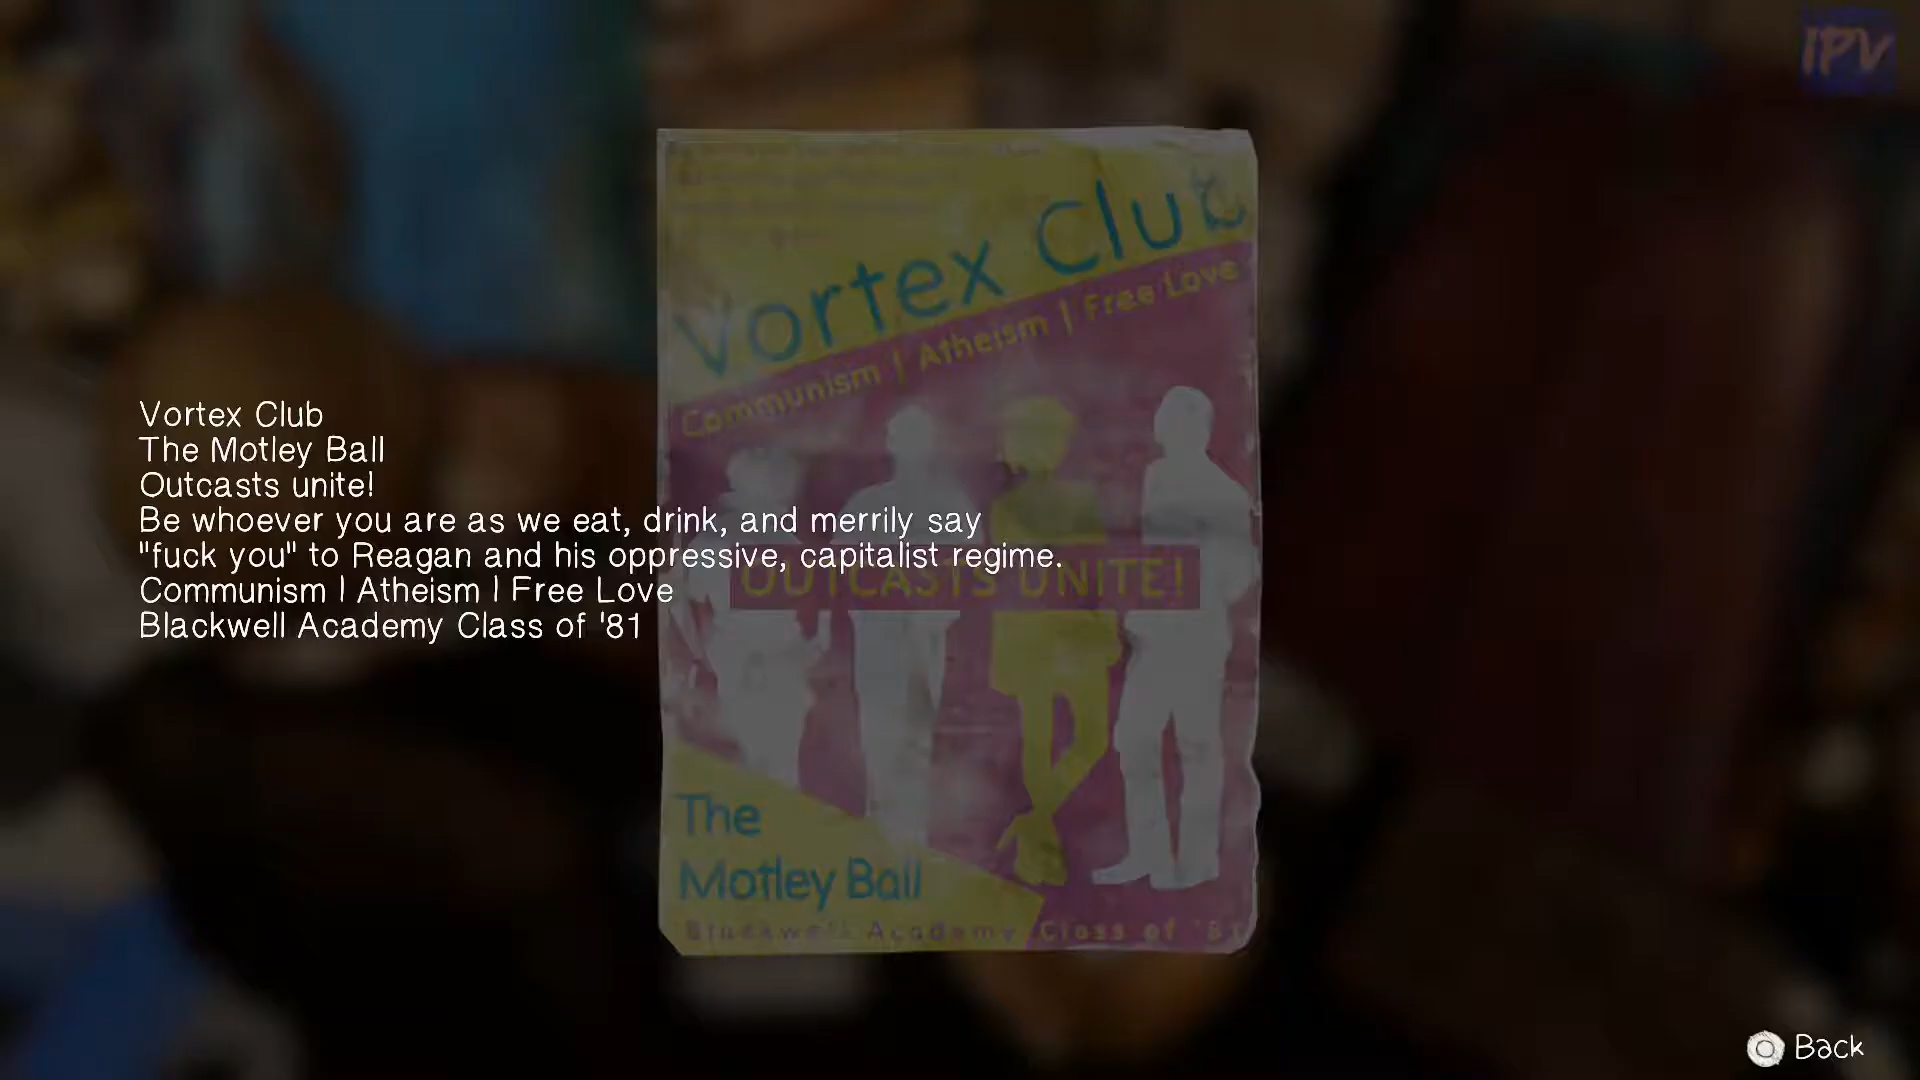 IPV
Vortex Club
Communism | Atheism | Free Love
Vortex Club
The Motley Ball
Outcasts unite!
Be whoever you are as we eat, drink, and merrily say
"fuck you" to Reagan and his oppressive, capitalist regime.
Communism | Atheism | Free Love
Blackwell Academy Class of '81
OUTCASTS UNITE!
The
Motley Ball
Blackwell Academy Class of '81
Back